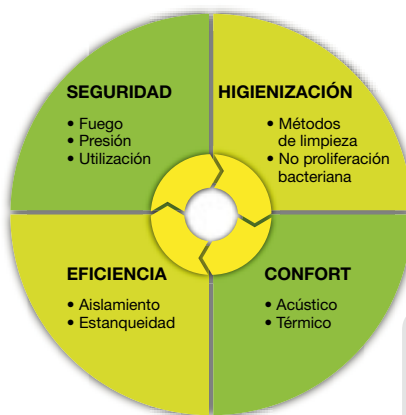 SEGURIDAD
• Fuego
• Presión
• Utilización
HIGIENIZACIÓN
• Métodos
de limpieza
• No proliferación
bacteriana
EFICIENCIA
• Aislamiento
• Estanqueidad
CONFORT
• Acústico
• Térmico